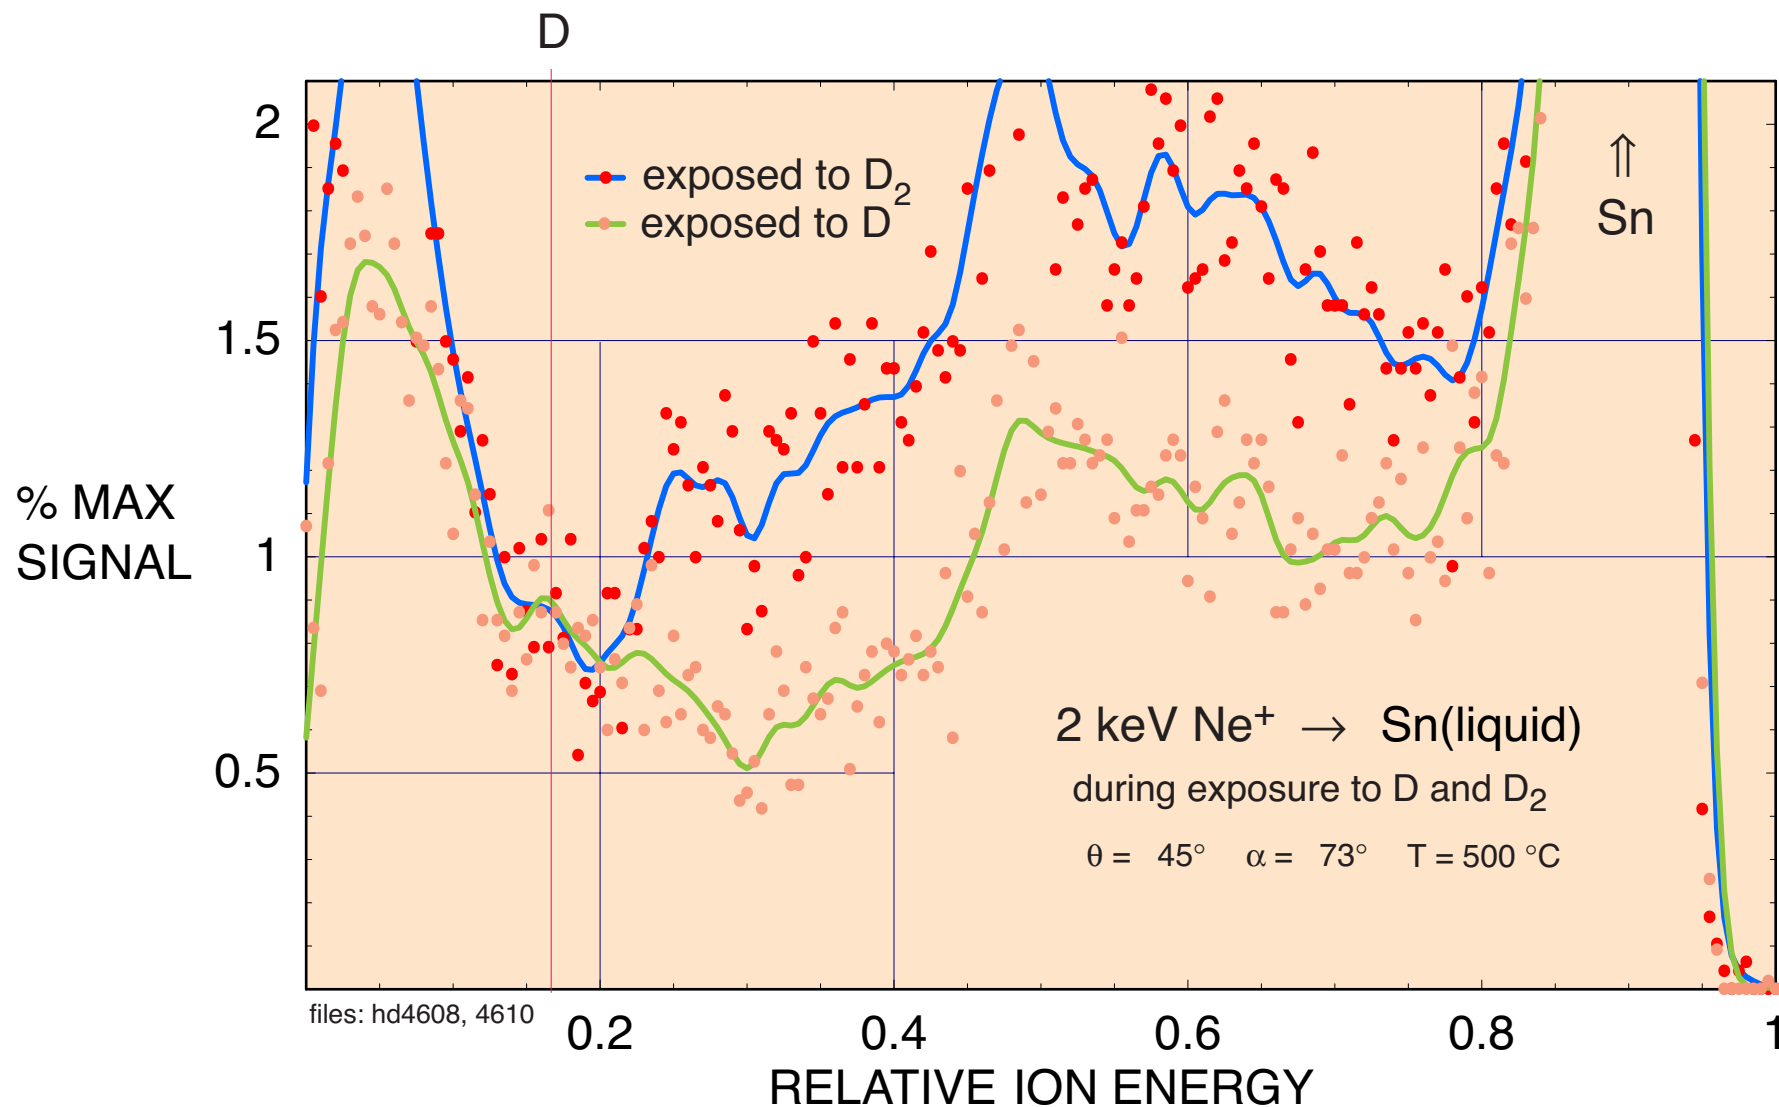 D
2
1.5
1
0.5
% MAX
SIGNAL
exposed to D₂
exposed to D
⇑
Sn
2 keV Ne⁺ → Sn(liquid)
during exposure to D and D₂
θ = 45° α = 73° T = 500 °C
files: hd4608, 4610
0.2 0.4 0.6 0.8 1
RELATIVE ION ENERGY